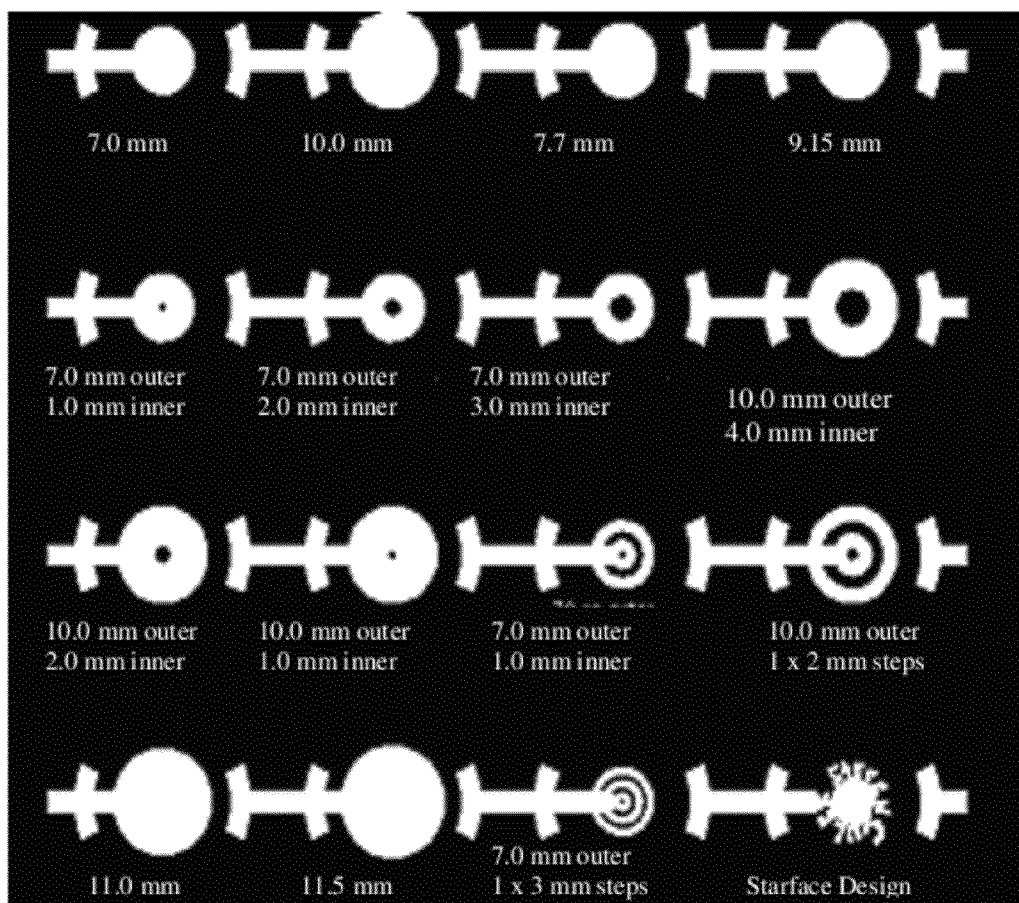 7.0 mm
10.0 mm
7.7 mm
9.15 mm
7.0 mm outer
1.0 mm inner
7.0 mm outer
2.0 mm inner
7.0 mm outer
3.0 mm inner
10.0 mm outer
4.0 mm inner
10.0 mm outer
2.0 mm inner
10.0 mm outer
1.0 mm inner
7.0 mm outer
1.0 mm inner
10.0 mm outer
1 x 2 mm steps
11.0 mm
11.5 mm
7.0 mm outer
1 x 3 mm steps
Starface Design